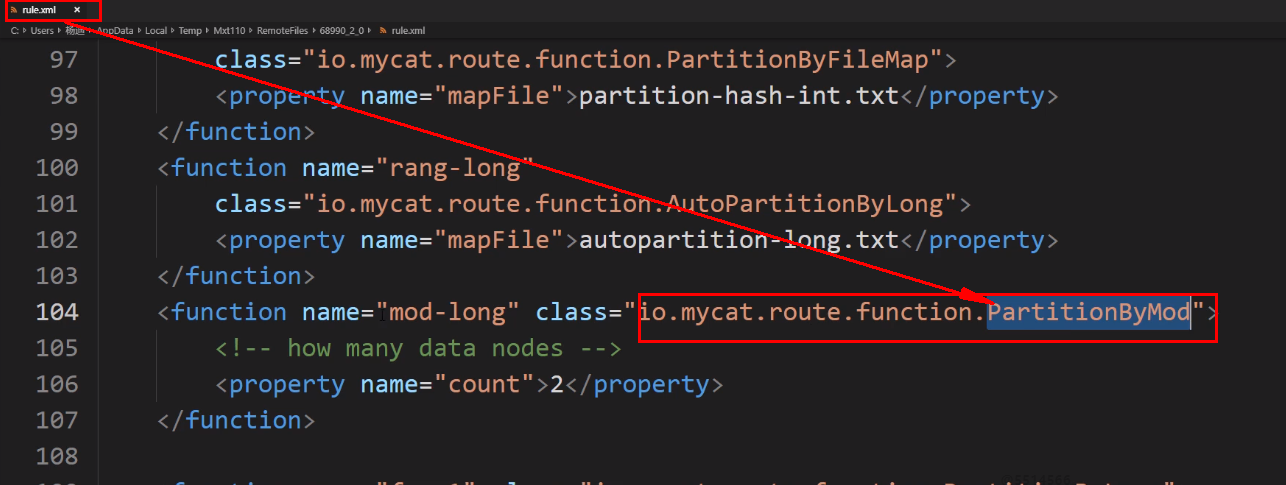 rule.xml ×
C: > Users > 杨过 > AppData > Local > Temp > Mxt110 > RemoteFiles > 68990_2_0 > rule.xml
97 class="io.mycat.route.function.PartitionByFileMap">
98 <property name="mapFile">partition-hash-int.txt</property>
99 </function>
100 <function name="rang-long"
101 class="io.mycat.route.function.AutoPartitionByLong">
102 <property name="mapFile">autopartition-long.txt</property>
103 </function>
104 <function name="mod-long" class="io.mycat.route.function.PartitionByMod">
105 <!-- how many data nodes -->
106 <property name="count">2</property>
107 </function>
108